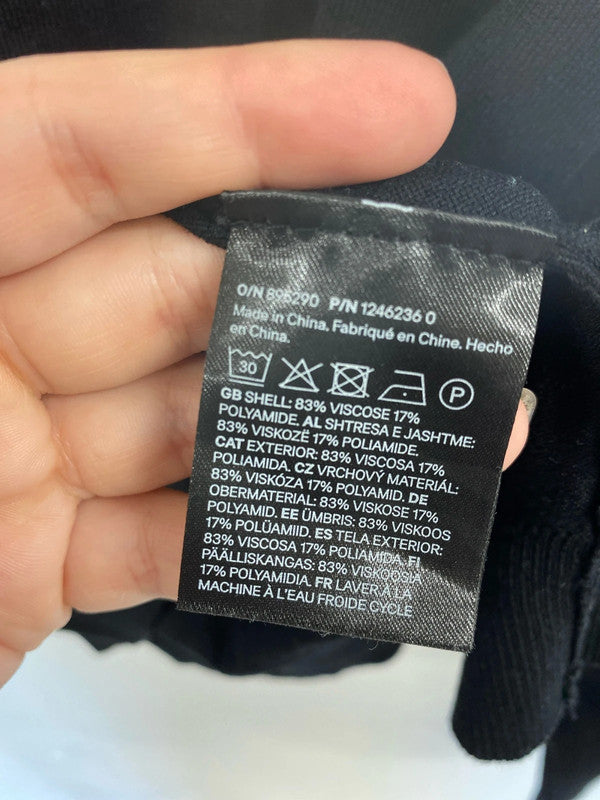 O/N 895290 P/N 1246236 0
Made in China. Fabriqué en Chine. Hecho
en China.
30 P
GB SHELL: 83% VISCOSE 17%
POLYAMIDE. AL SHTRESA E JASHTME:
83% VISKOZË 17% POLIAMIDE.
CAT EXTERIOR: 83% VISCOSA 17%
POLIAMIDA. CZ VRCHOVÝ MATERIÁL:
83% VISKÓZA 17% POLYAMID. DE
OBERMATERIAL: 83% VISKOSE 17%
POLYAMID. EE ÜMBRIS: 83% VISKOOS
17% POLÜAMIID. ES TELA EXTERIOR:
83% VISCOSA 17% POLIAMIDA. FI
PÄÄLLISKANGAS: 83% VISKOOSIA
17% POLYAMIDIA. FR LAVER À LA
MACHINE À L'EAU FROIDE CYCLE